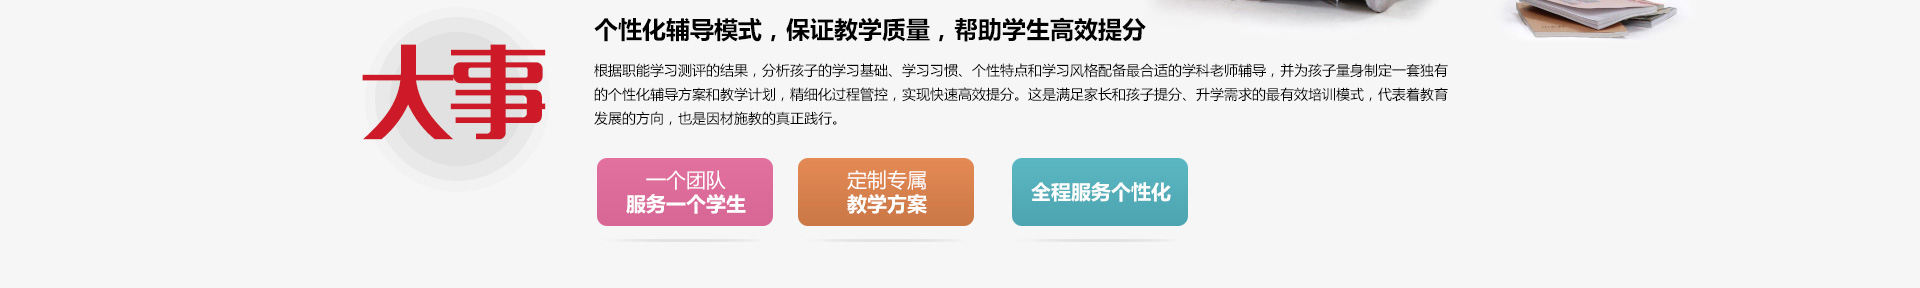 大事
个性化辅导模式，保证教学质量，帮助学生高效提分
根据职能学习测评的结果，分析孩子的学习基础、学习习惯、个性特点和学习风格配备最合适的学科老师辅导，并为孩子量身制定一套独有
的个性化辅导方案和教学计划，精细化过程管控，实现快速高效提分。这是满足家长和孩子提分、升学需求的最有效培训模式，代表着教育
发展的方向，也是因材施教的真正践行。
一个团队
服务一个学生
定制专属
教学方案
全程服务个性化